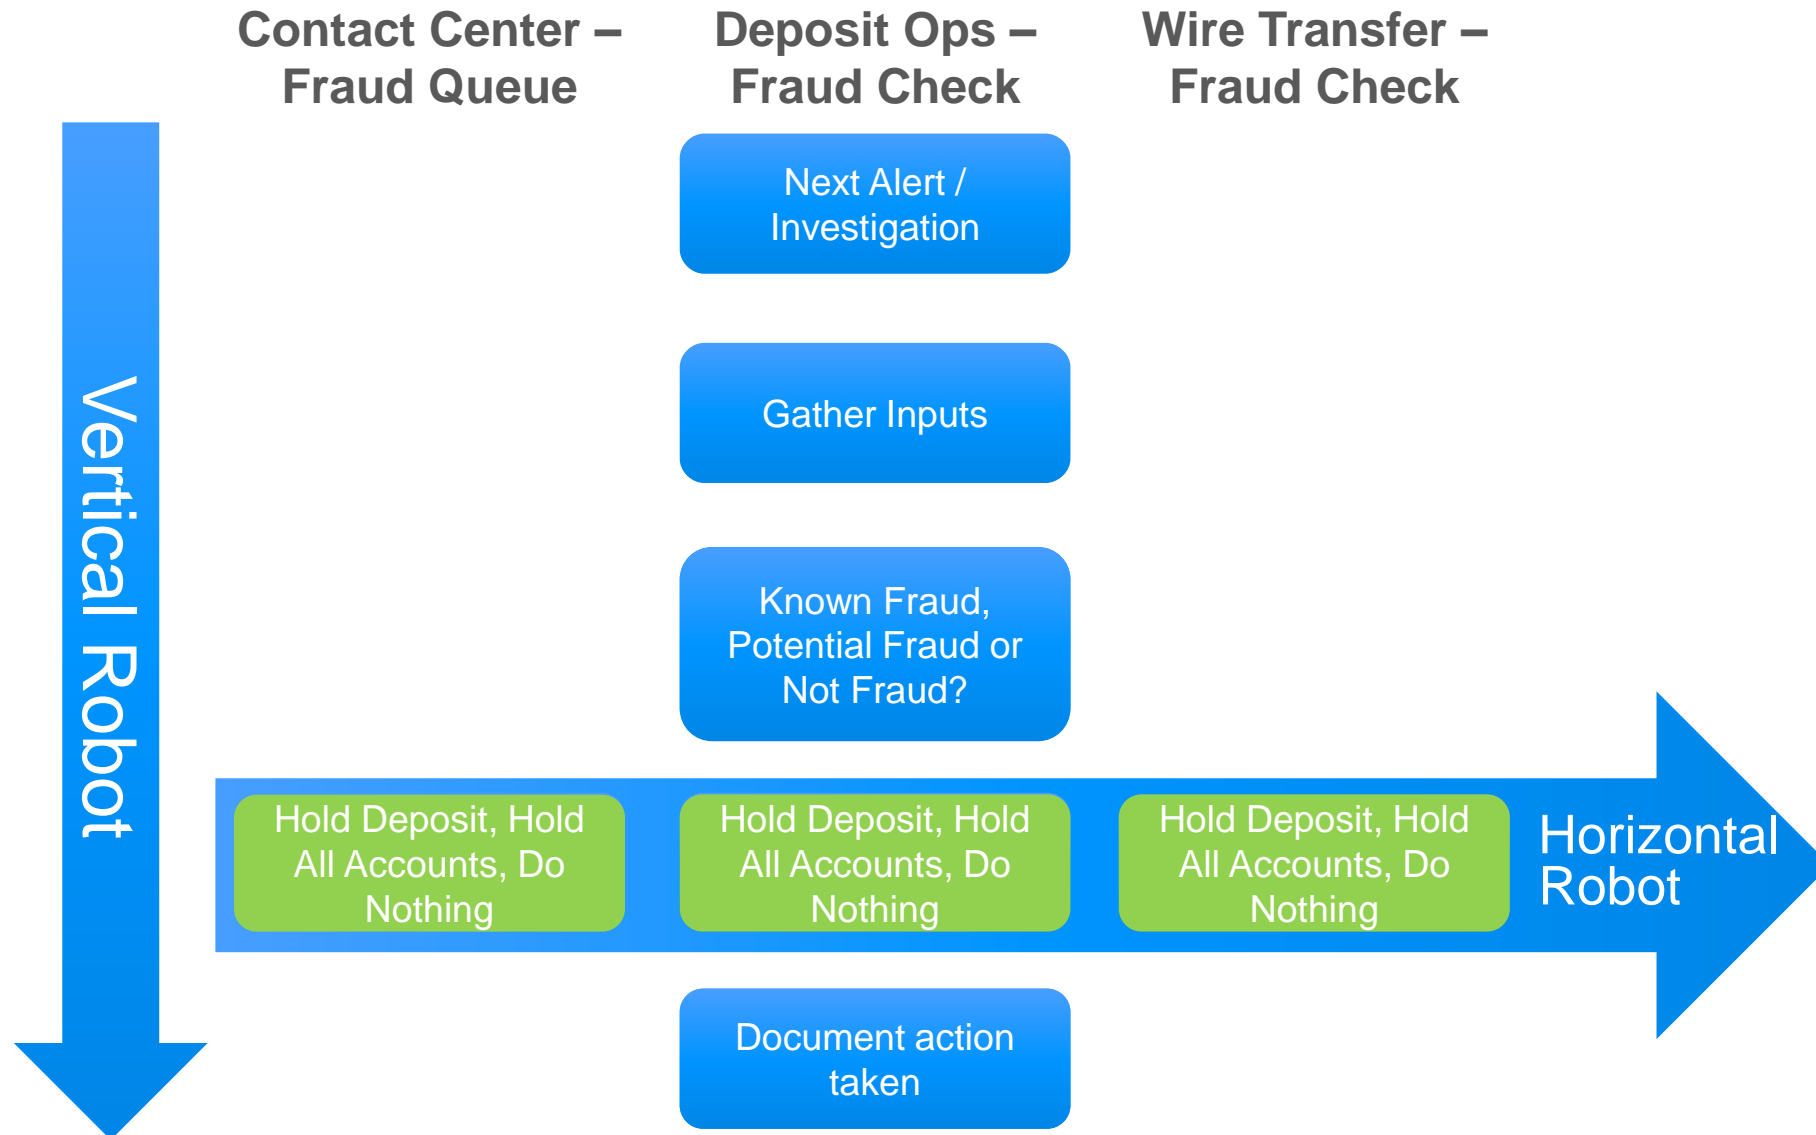 Contact Center –
Fraud Queue
Deposit Ops –
Fraud Check
Wire Transfer –
Fraud Check
Vertical Robot
Next Alert /
Investigation
Gather Inputs
Known Fraud,
Potential Fraud or
Not Fraud?
Hold Deposit, Hold
All Accounts, Do
Nothing
Hold Deposit, Hold
All Accounts, Do
Nothing
Hold Deposit, Hold
All Accounts, Do
Nothing
Horizontal
Robot
Document action
taken